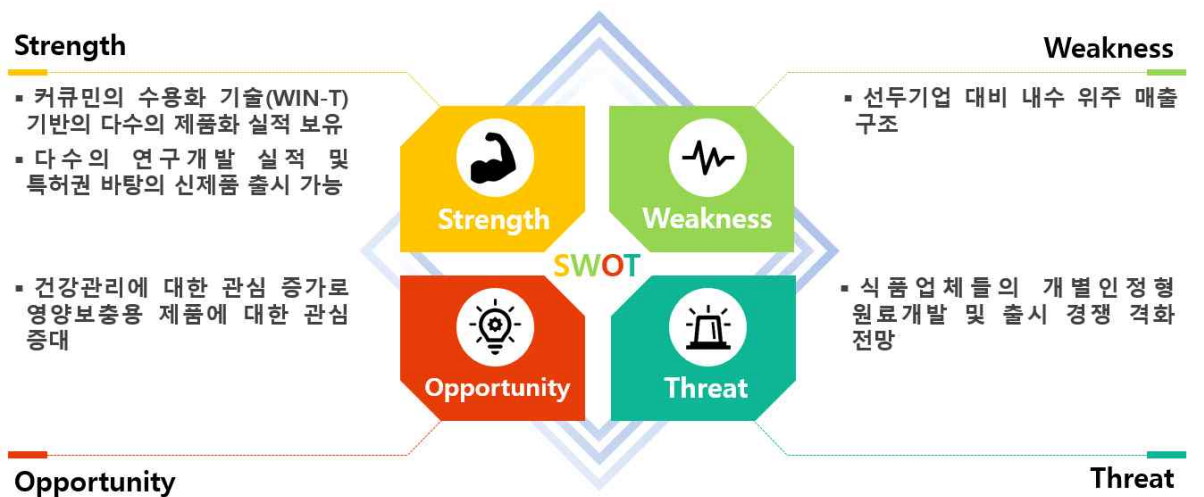 Strength
▪ 커큐민의 수용화 기술(WIN-T)
기반의 다수의 제품화 실적 보유
▪ 다수의 연구개발 실적 및
특허권 바탕의 신제품 출시 가능
Weakness
▪ 선두기업 대비 내수 위주 매출
구조
Strength
Weakness
SWOT
Opportunity
Threat
▪ 건강관리에 대한 관심 증가로
영양보충용 제품에 대한 관심
증대
Opportunity
▪ 식품업체들의 개별인정형
원료개발 및 출시 경쟁 격화
전망
Threat